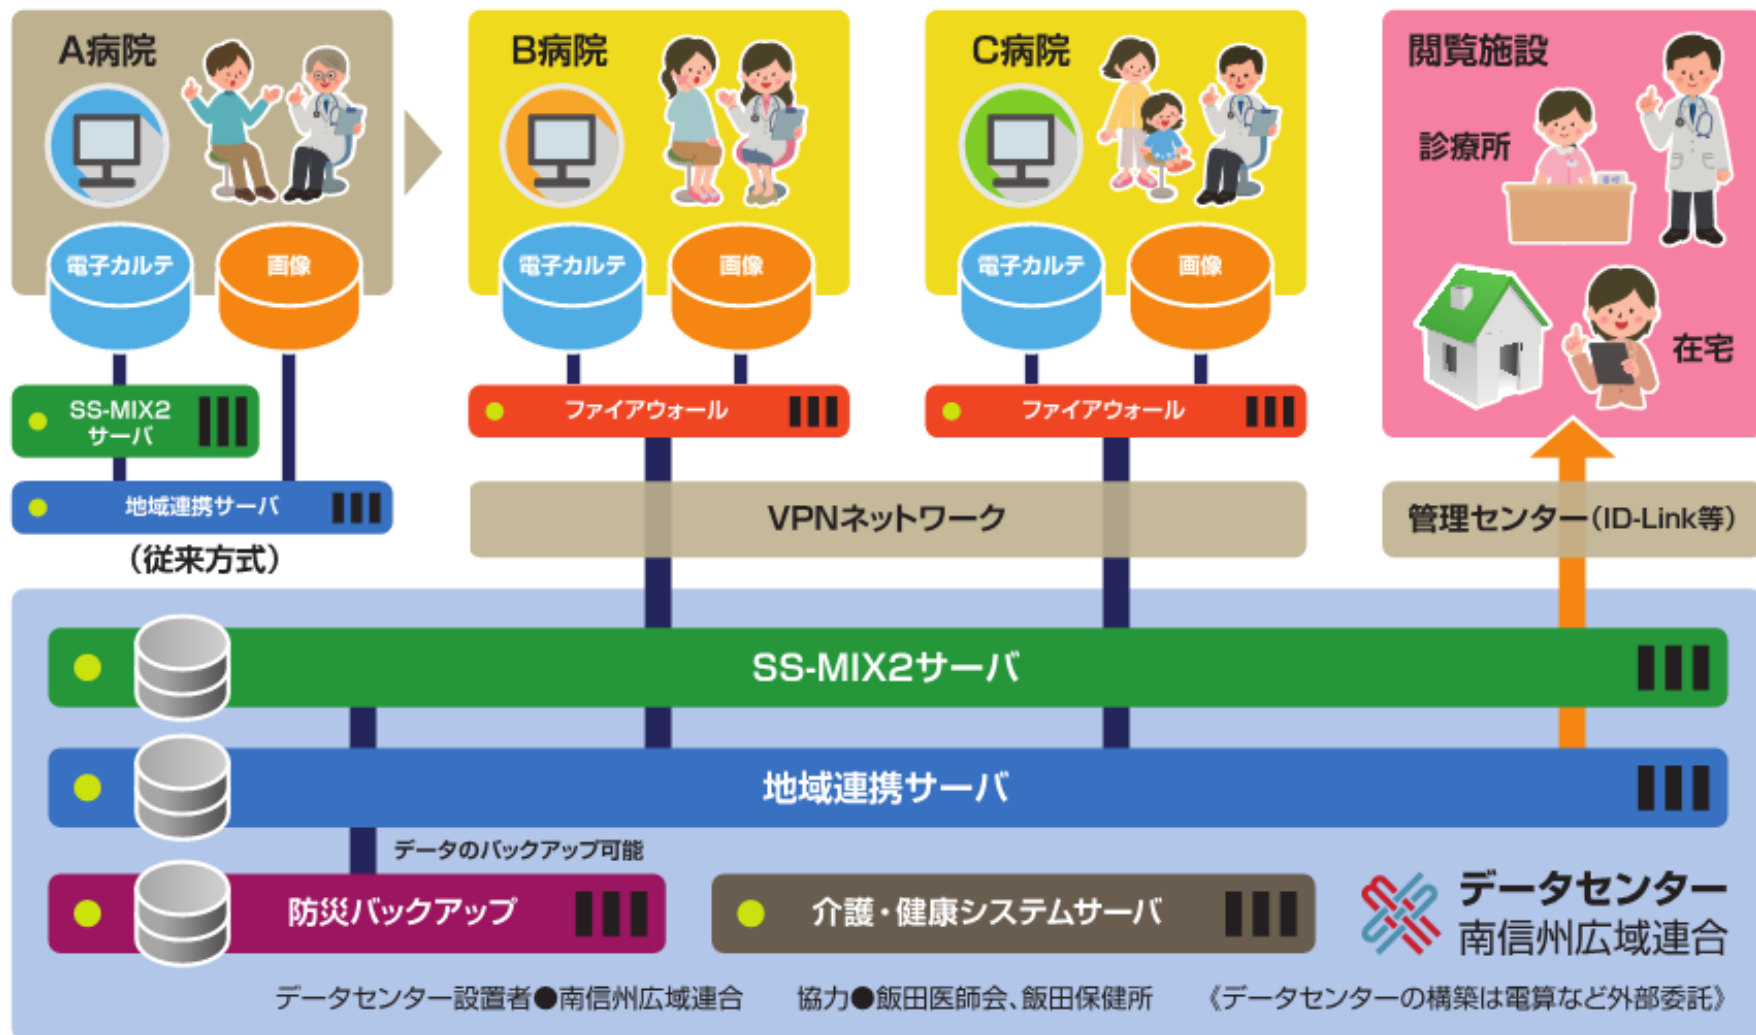 A病院
B病院
C病院
閲覧施設
診療所
電子カルテ
画像
電子カルテ
画像
電子カルテ
画像
在宅
SS-MIX2
サーバ
ファイアウォール
ファイアウォール
地域連携サーバ
(従来方式)
VPNネットワーク
管理センター(ID-Link等)
SS-MIX2サーバ
地域連携サーバ
データのバックアップ可能
防災バックアップ
介護・健康システムサーバ
データセンター
南信州広域連合
データセンター設置者●南信州広域連合 協力●飯田医師会、飯田保健所 《データセンターの構築は電算など外部委託》